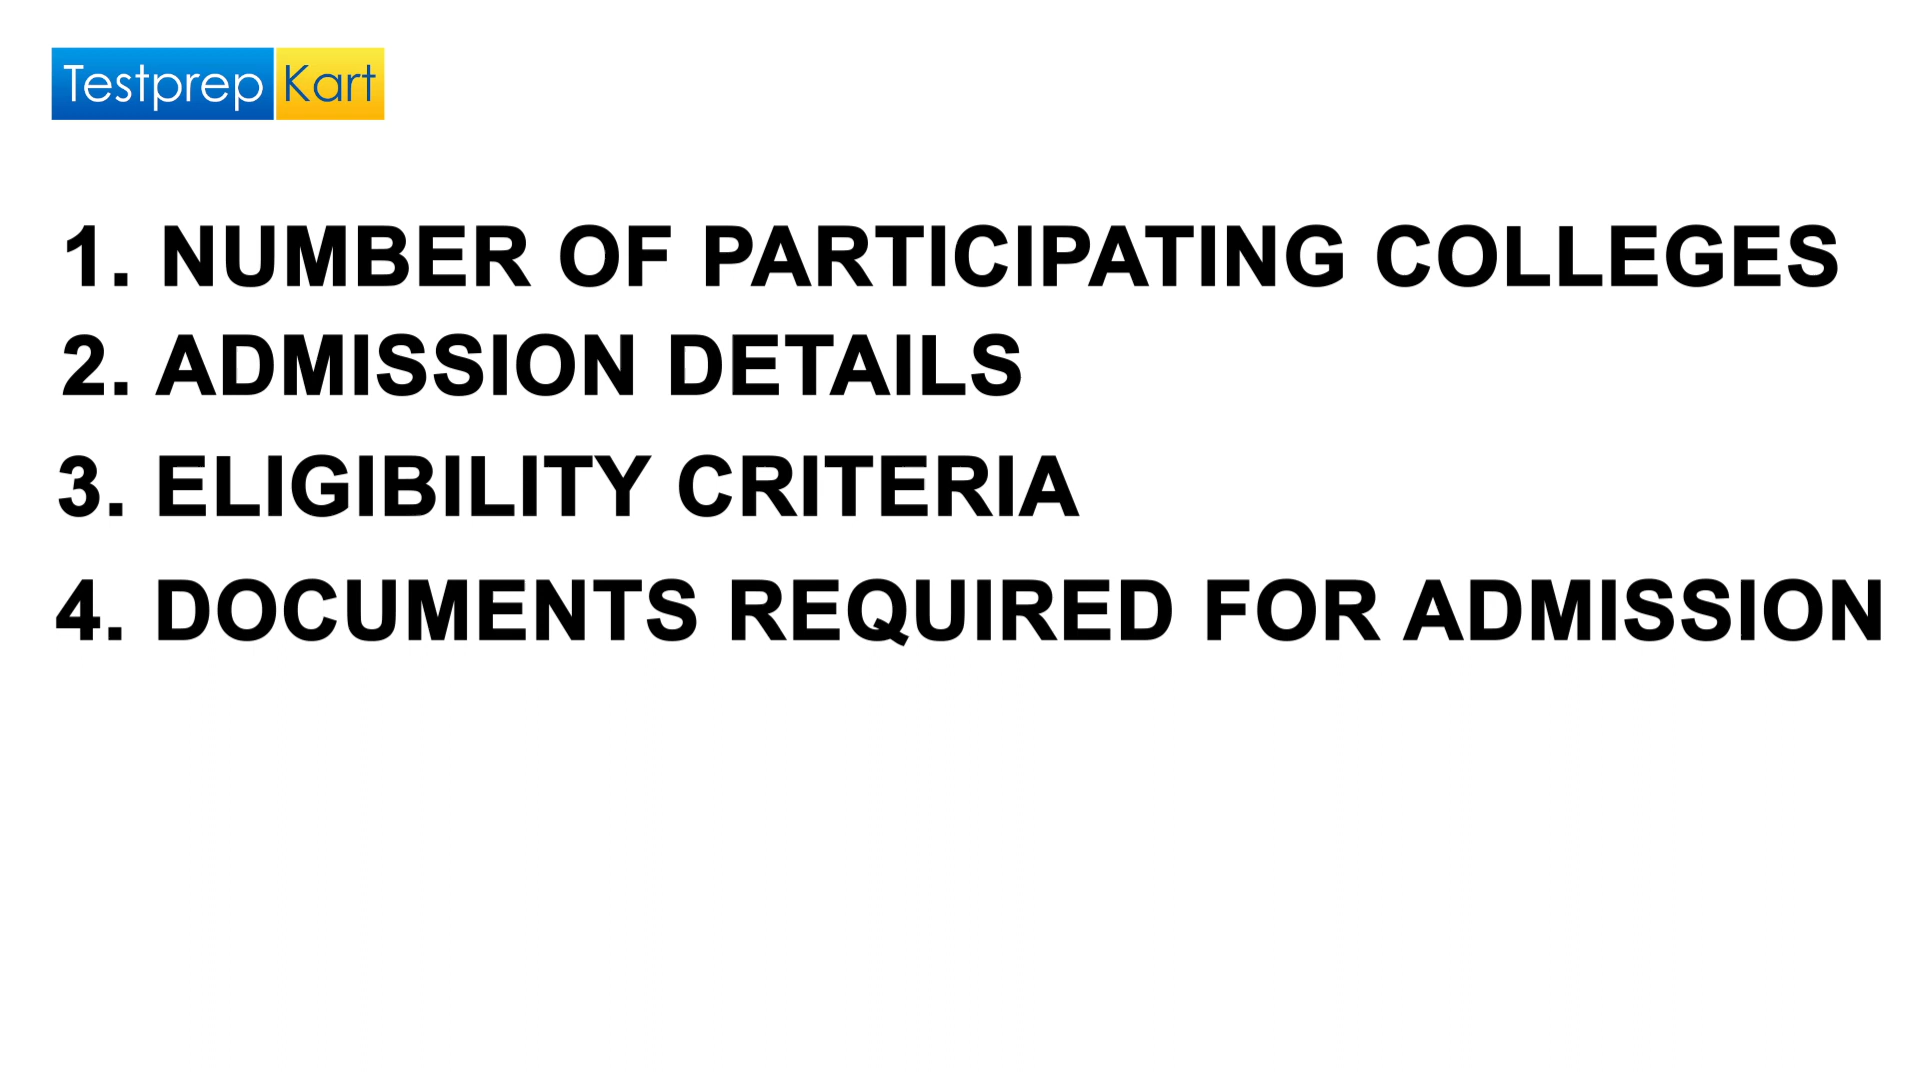 Testprep Kart
1. NUMBER OF PARTICIPATING COLLEGES
2. ADMISSION DETAILS
3. ELIGIBILITY CRITERIA
4. DOCUMENTS REQUIRED FOR ADMISSION